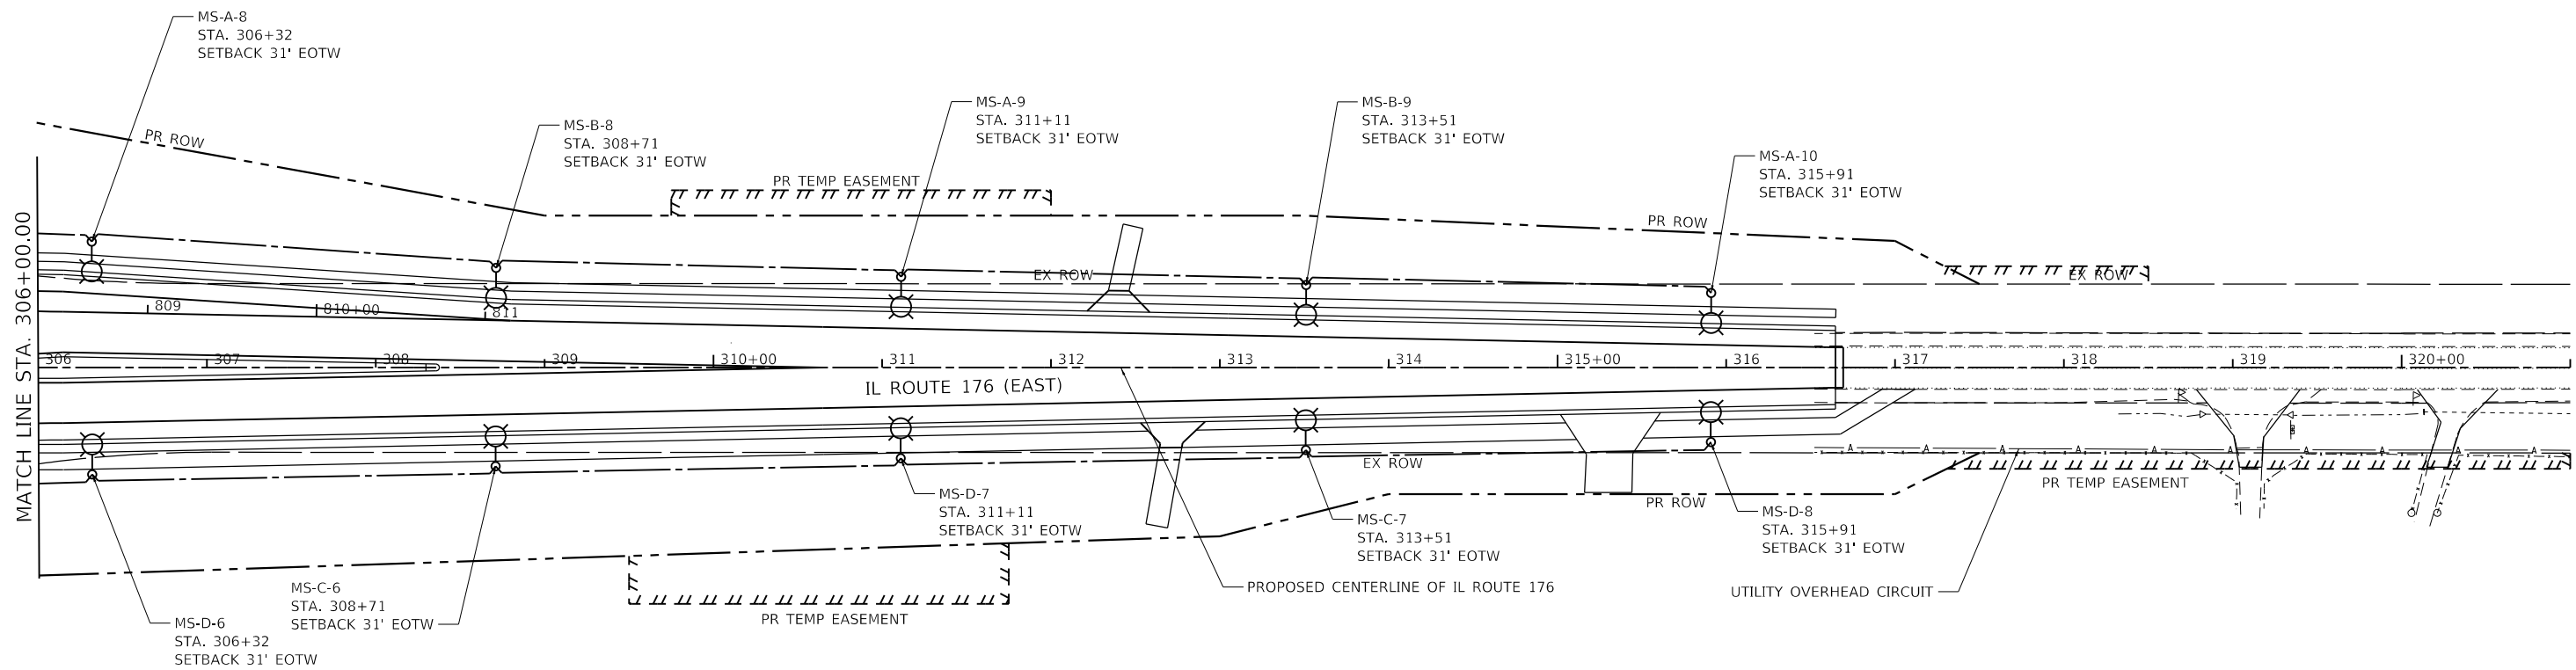 MS-A-8
STA. 306+32
SETBACK 31' EOTW
MS-B-8
STA. 308+71
SETBACK 31' EOTW
MS-A-9
STA. 311+11
SETBACK 31' EOTW
MS-B-9
STA. 313+51
SETBACK 31' EOTW
MS-A-10
STA. 315+91
SETBACK 31' EOTW
PR ROW
PR TEMP EASEMENT
PR ROW
EX ROW
EX ROW
MATCH LINE STA. 306+00.00
809
810+00
811
306
307
308
309
310+00
311
312
313
314
315+00
316
317
318
319
320+00
IL ROUTE 176 (EAST)
EX ROW
PR ROW
PR TEMP EASEMENT
MS-D-7
STA. 311+11
SETBACK 31' EOTW
MS-C-7
STA. 313+51
SETBACK 31' EOTW
MS-D-8
STA. 315+91
SETBACK 31' EOTW
MS-C-6
STA. 308+71
SETBACK 31' EOTW
PROPOSED CENTERLINE OF IL ROUTE 176
UTILITY OVERHEAD CIRCUIT
PR TEMP EASEMENT
MS-D-6
STA. 306+32
SETBACK 31' EOTW